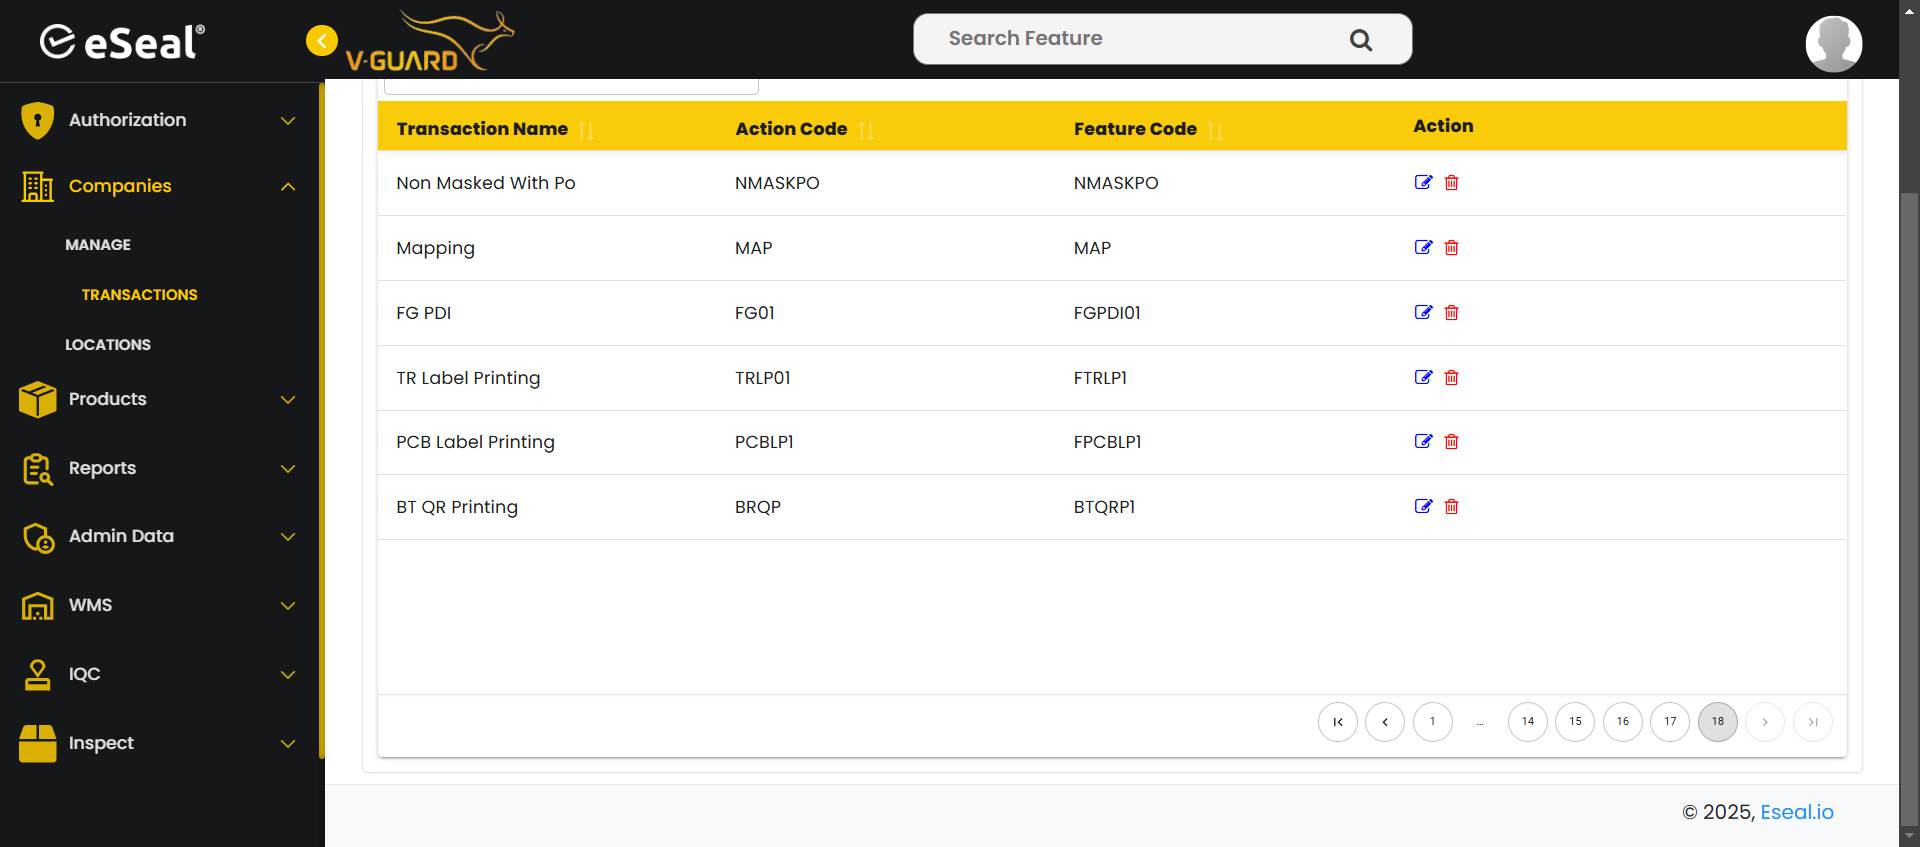 eSeal®
V-GUARD
Search Feature
Authorization
Companies
MANAGE
TRANSACTIONS
LOCATIONS
Products
Reports
Admin Data
WMS
IQC
Inspect
Transaction Name Action Code Feature Code Action
Non Masked With Po NMASKPO NMASKPO
Mapping MAP MAP
FG PDI FG01 FGPDI01
TR Label Printing TRLP01 FTRLP1
PCB Label Printing PCBLP1 FPCBLP1
BT QR Printing BRQP BTQRP1
1 ... 14 15 16 17 18
© 2025, Eseal.io